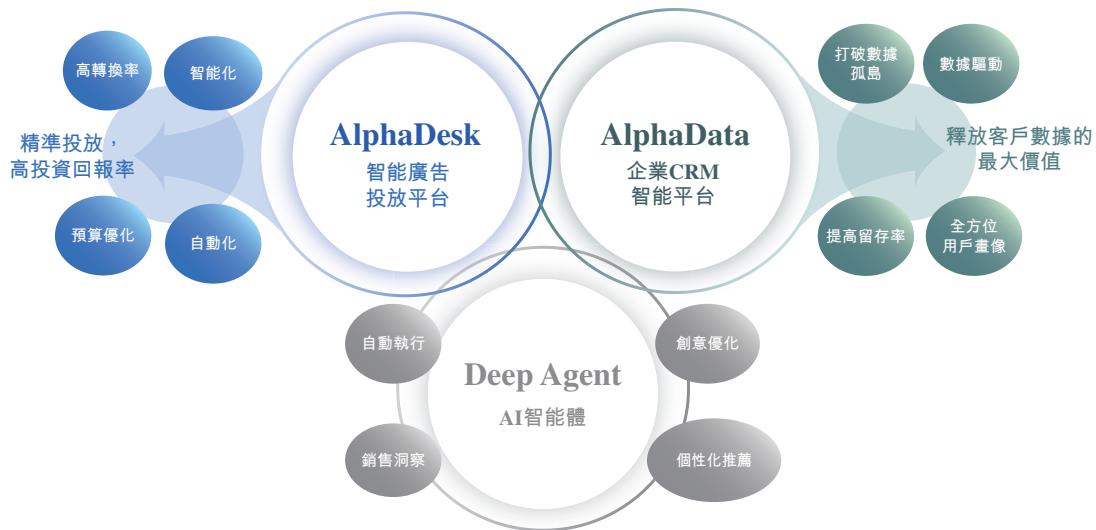 高轉換率
智能化
精準投放，
高投資回報率
預算優化
自動化
AlphaDesk
智能廣告
投放平台
AlphaData
企業CRM
智能平台
打破數據
孤島
數據驅動
釋放客戶數據的
最大價值
提高留存率
全方位
用戶畫像
自動執行
創意優化
Deep Agent
AI智能體
銷售洞察
個性化推薦